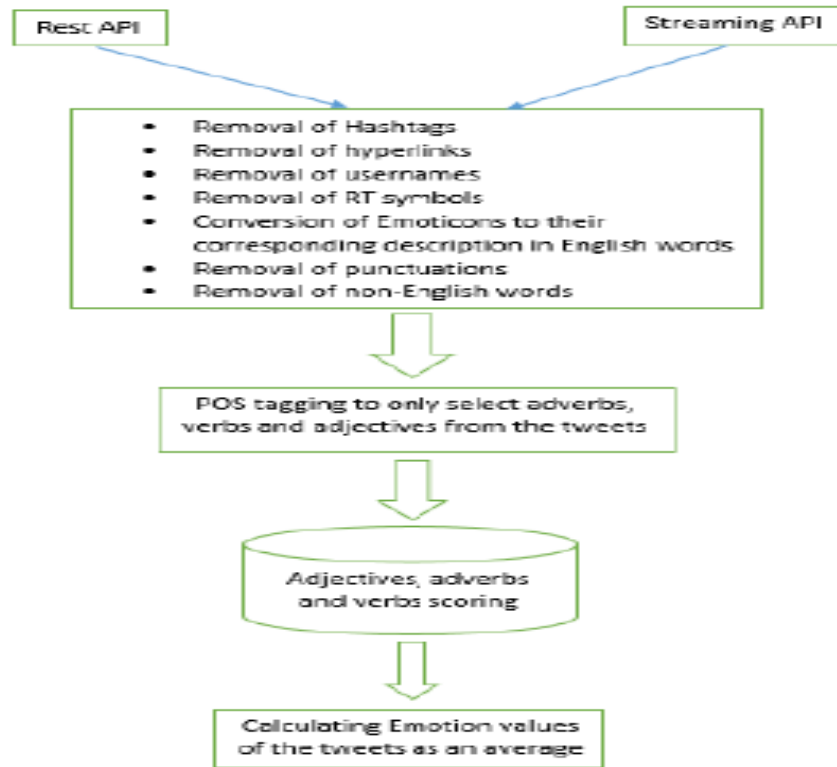 Rest API
Streaming API
• Removal of Hashtags
• Removal of hyperlinks
• Removal of usernames
• Removal of RT symbols
• Conversion of Emoticons to their
corresponding description in English words
• Removal of punctuations
• Removal of non-English words
POS tagging to only select adverbs,
verbs and adjectives from the tweets
Adjectives, adverbs
and verbs scoring
Calculating Emotion values
of the tweets as an average